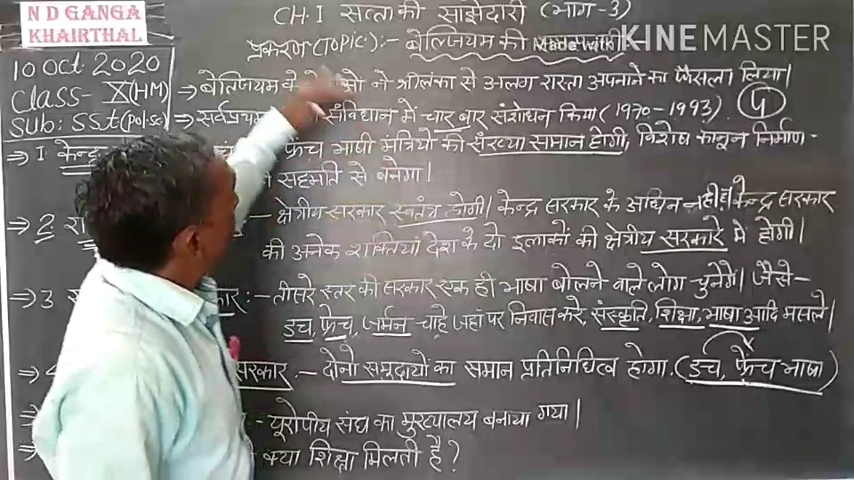 N D GANGA
KHAIRTHAL
CH. I सत्ता की साझेदारी (भाग-3)
प्रकरण (Topic):- बेल्जियम की
Made with KINEMASTER
10 Oct 2020
Class- X (HM)
Sub: SSt (pol.sc)
⇒ बेल्जियम के ने श्रीलंका से अलग रास्ता अपनाने का फैसला लिया।
⇒ सर्वप्रथम संविधान में चार बार संशोधन किया (1970-1993). (4)
⇒ 1. केन्द्र फ्रेंच भाषी मंत्रियों की संख्या समान होगी, विशेष कानून निर्माण -
सहमति से बनेगा।
⇒ 2. :- क्षेत्रीय सरकार स्वतंत्र होगी। केन्द्र सरकार के अधिन नहीं। केन्द्र सरकार
की अनेक शक्तियां देश के दो इलाकों की क्षेत्रीय सरकारे में होगी।
⇒ 3 :- तीसरे स्तर की सरकार एक ही भाषा बोलने वाले लोग चुनेगें। जैसे-
डच, फ्रेंच, जर्मन - चाहे जहां पर निवास करे, संस्कृति, शिक्षा, भाषा आदि मसले।
⇒ 4 सरकार :- दोनो समुदायों का समान प्रतिनिधित्व होगा. (डच, फ्रेंच भाषा)
⇒ :- यूरोपीय संघ का मुख्यालय बनाया गया।
⇒ क्या शिक्षा मिलती है?